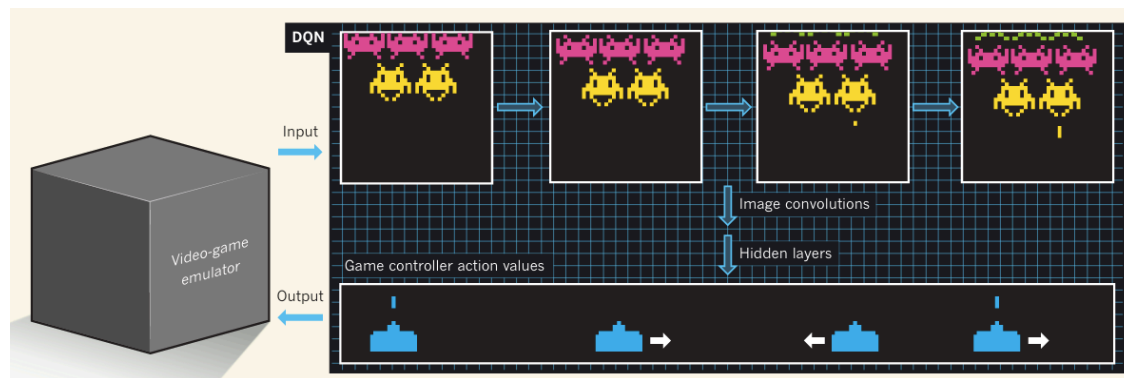 DQN
Input
Image convolutions
Video-game
emulator
Hidden layers
Game controller action values
Output